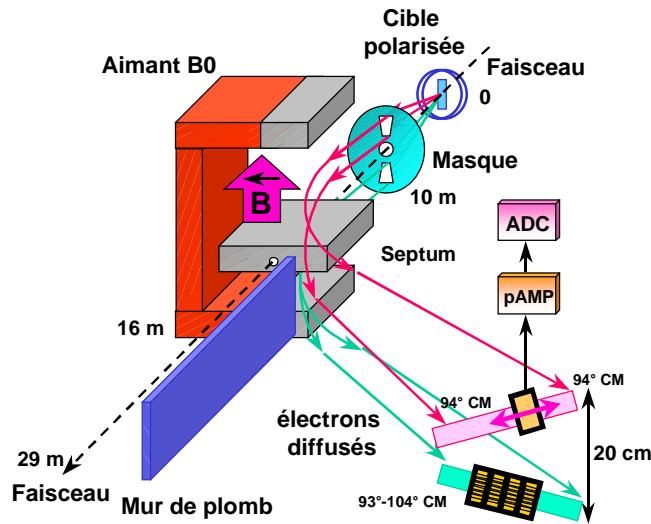 Cible
polarisée
Aimant B0
Faisceau
0
Masque
10 m
B
ADC
Septum
pAMP
16 m
94° CM
94° CM
électrons
diffusés
20 cm
29 m
Faisceau
Mur de plomb
93°-104° CM